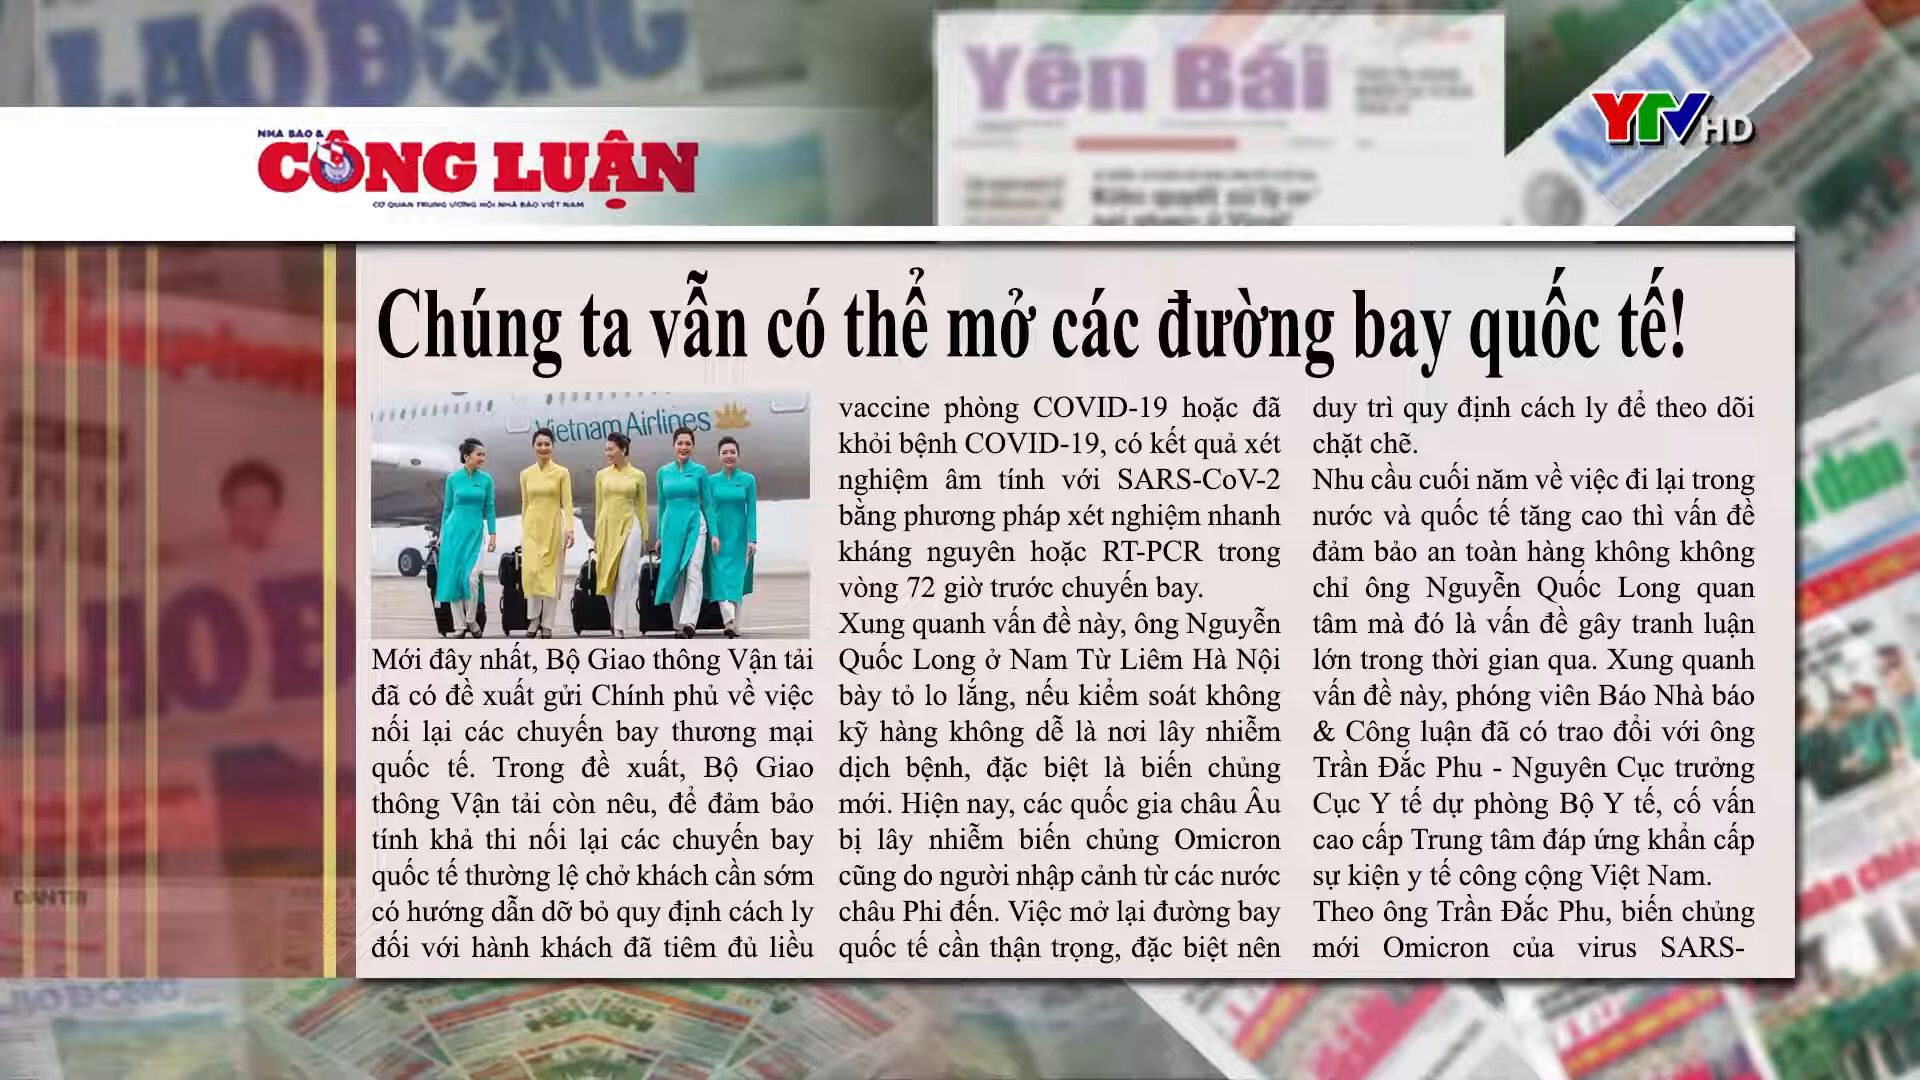 LAO ĐỘNG
Yên Bái
YTV HD
NHÀ BÁO &
CÔNG LUẬN
CƠ QUAN TRUNG ƯƠNG HỘI NHÀ BÁO VIỆT NAM
Chúng ta vẫn có thể mở các đường bay quốc tế!
Vietnam Airlines
Mới đây nhất, Bộ Giao thông Vận tải
đã có đề xuất gửi Chính phủ về việc
nối lại các chuyến bay thương mại
quốc tế. Trong đề xuất, Bộ Giao
thông Vận tải còn nêu, để đảm bảo
tính khả thi nối lại các chuyến bay
quốc tế thường lệ chở khách cần sớm
có hướng dẫn dỡ bỏ quy định cách ly
đối với hành khách đã tiêm đủ liều
vaccine phòng COVID-19 hoặc đã
khỏi bệnh COVID-19, có kết quả xét
nghiệm âm tính với SARS-CoV-2
bằng phương pháp xét nghiệm nhanh
kháng nguyên hoặc RT-PCR trong
vòng 72 giờ trước chuyến bay.
Xung quanh vấn đề này, ông Nguyễn
Quốc Long ở Nam Từ Liêm Hà Nội
bày tỏ lo lắng, nếu kiểm soát không
kỹ hàng không dễ là nơi lây nhiễm
dịch bệnh, đặc biệt là biến chủng
mới. Hiện nay, các quốc gia châu Âu
bị lây nhiễm biến chủng Omicron
cũng do người nhập cảnh từ các nước
châu Phi đến. Việc mở lại đường bay
quốc tế cần thận trọng, đặc biệt nên
duy trì quy định cách ly để theo dõi
chặt chẽ.
Nhu cầu cuối năm về việc đi lại trong
nước và quốc tế tăng cao thì vấn đề
đảm bảo an toàn hàng không không
chỉ ông Nguyễn Quốc Long quan
tâm mà đó là vấn đề gây tranh luận
lớn trong thời gian qua. Xung quanh
vấn đề này, phóng viên Báo Nhà báo
& Công luận đã có trao đổi với ông
Trần Đắc Phu - Nguyên Cục trưởng
Cục Y tế dự phòng Bộ Y tế, cố vấn
cao cấp Trung tâm đáp ứng khẩn cấp
sự kiện y tế công cộng Việt Nam.
Theo ông Trần Đắc Phu, biến chủng
mới Omicron của virus SARS-
LAO ĐỘNG